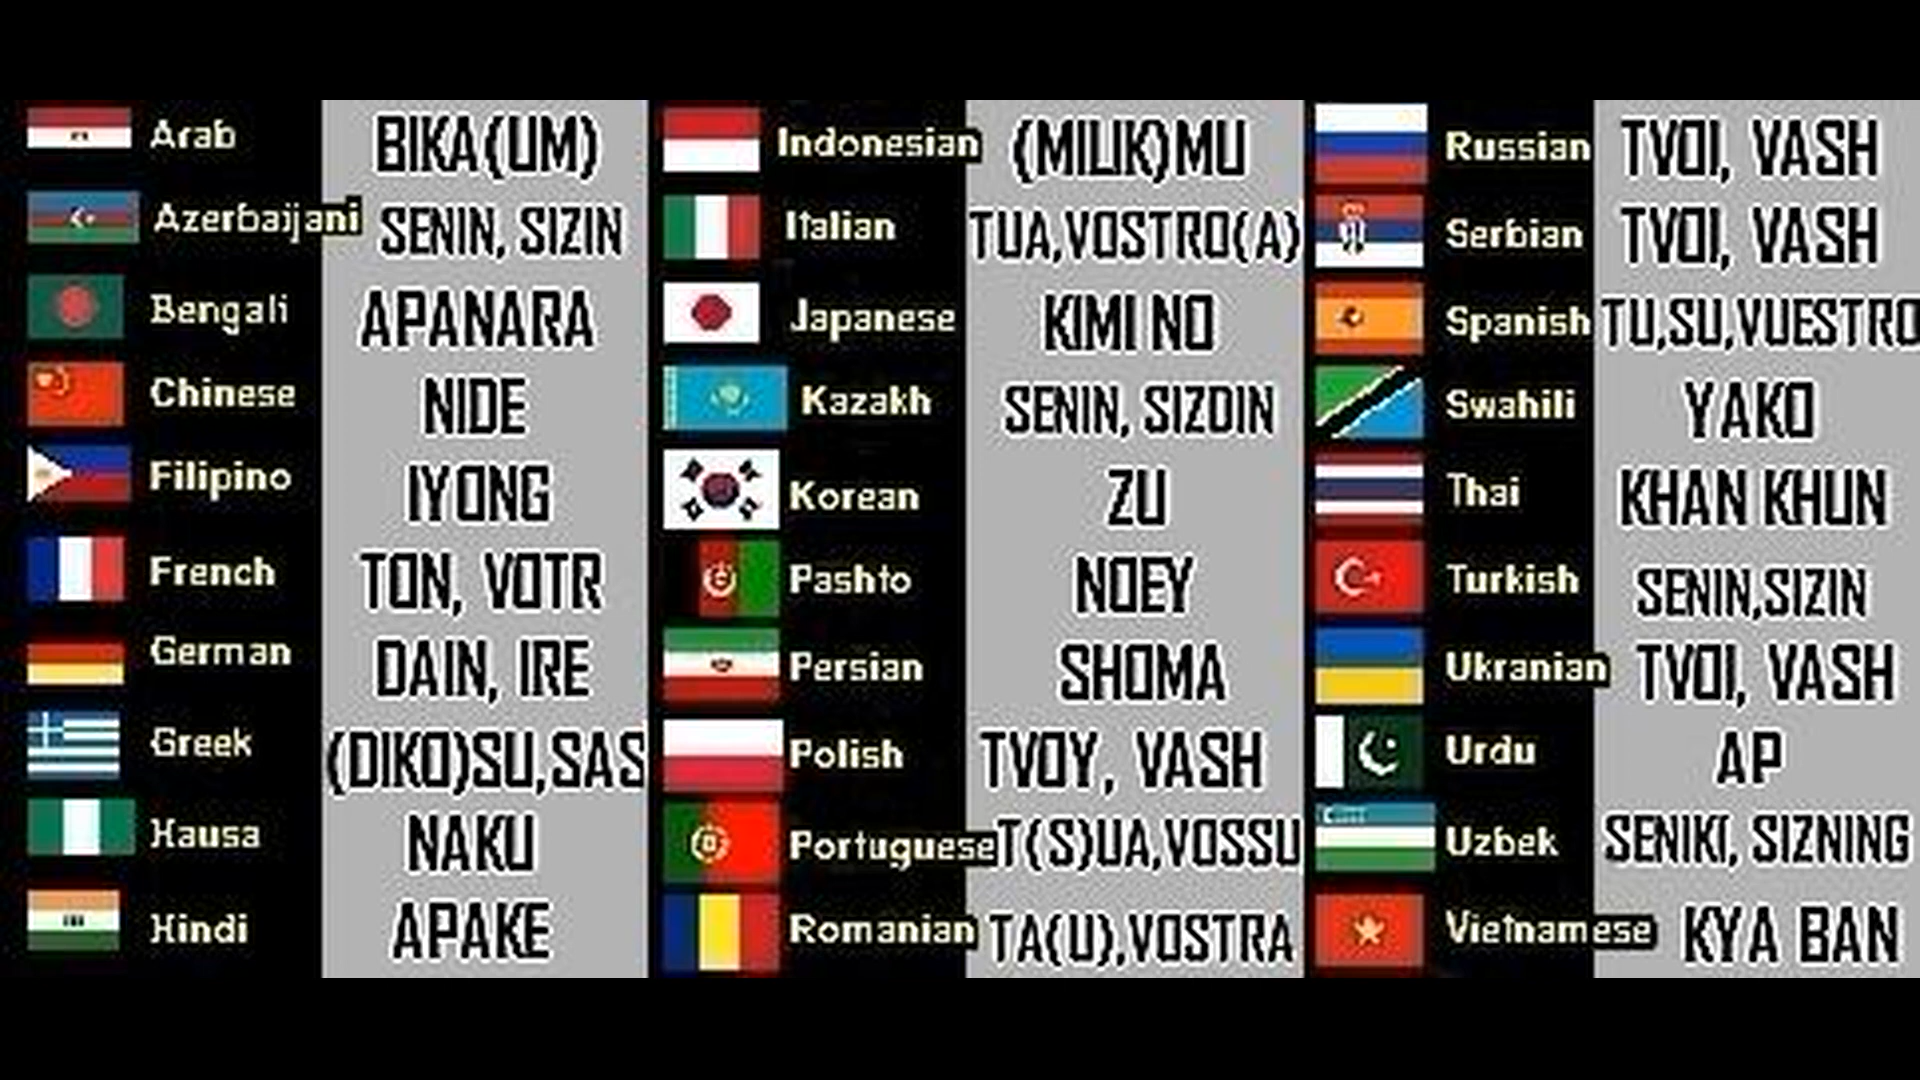 Arab BIKA(UM)
Azerbaijani SENIN, SIZIN
Bengali APANARA
Chinese NIDE
Filipino IYONG
French TON, VOTR
German DAIN, IRE
Greek (DIKO)SU,SAS
Hausa NAKU
Hindi APAKE
Indonesian (MILIK)MU
Italian TUA,VOSTRO(A)
Japanese KIMI NO
Kazakh SENIN, SIZDIN
Korean ZU
Pashto NOEY
Persian SHOMA
Polish TVOY, VASH
Portuguese T(S)UA,VOSSU
Romanian TA(U),VOSTRA
Russian TVOI, VASH
Serbian TVOI, VASH
Spanish TU,SU,VUESTRO
Swahili YAKO
Thai KHAN KHUN
Turkish SENIN,SIZIN
Ukranian TVOI, VASH
Urdu AP
Uzbek SENIKI, SIZNING
Vietnamese KYA BAN